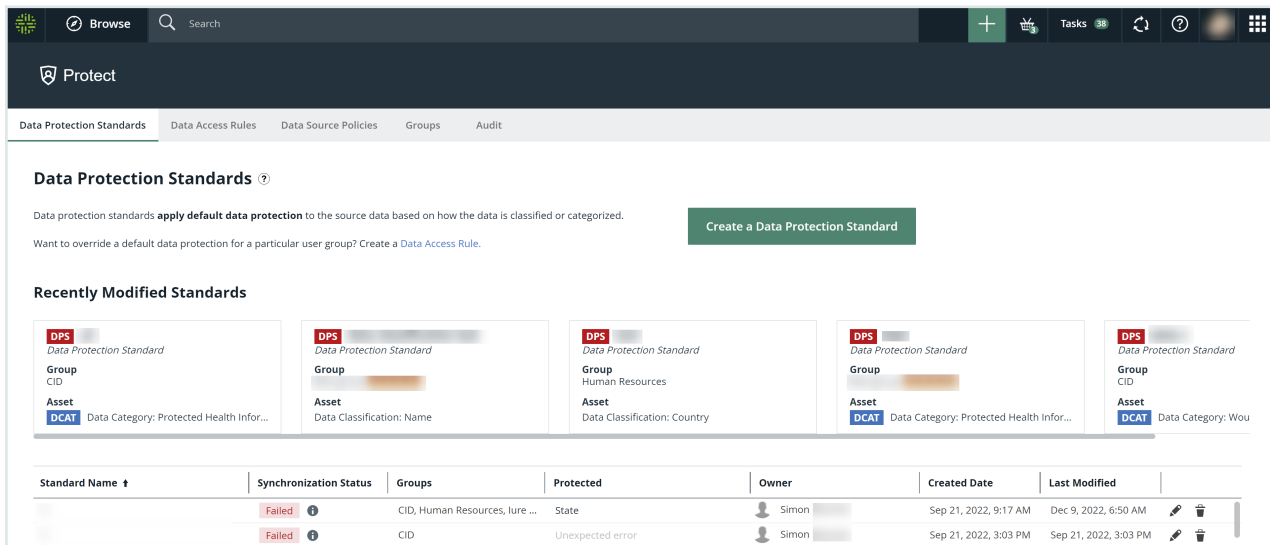 Browse
Search
3
Tasks 38
Protect
Data Protection Standards
Data Access Rules
Data Source Policies
Groups
Audit
Data Protection Standards ?
Data protection standards apply default data protection to the source data based on how the data is classified or categorized.
Want to override a default data protection for a particular user group? Create a Data Access Rule.
Create a Data Protection Standard
Recently Modified Standards
DPS
Data Protection Standard
Group
CID
Asset
DCAT Data Category: Protected Health Infor...
DPS
Data Protection Standard
Group
Asset
Data Classification: Name
DPS
Data Protection Standard
Group
Human Resources
Asset
Data Classification: Country
DPS
Data Protection Standard
Group
Asset
DCAT Data Category: Protected Health Infor...
DPS
Data Protection Standard
Group
CID
Asset
DCAT Data Category: Wou
Standard Name Synchronization Status Groups Protected Owner Created Date Last Modified
Failed CID, Human Resources, Iure ... State Simon Sep 21, 2022, 9:17 AM Dec 9, 2022, 6:50 AM
Failed CID Unexpected error Simon Sep 21, 2022, 3:03 PM Sep 21, 2022, 3:03 PM